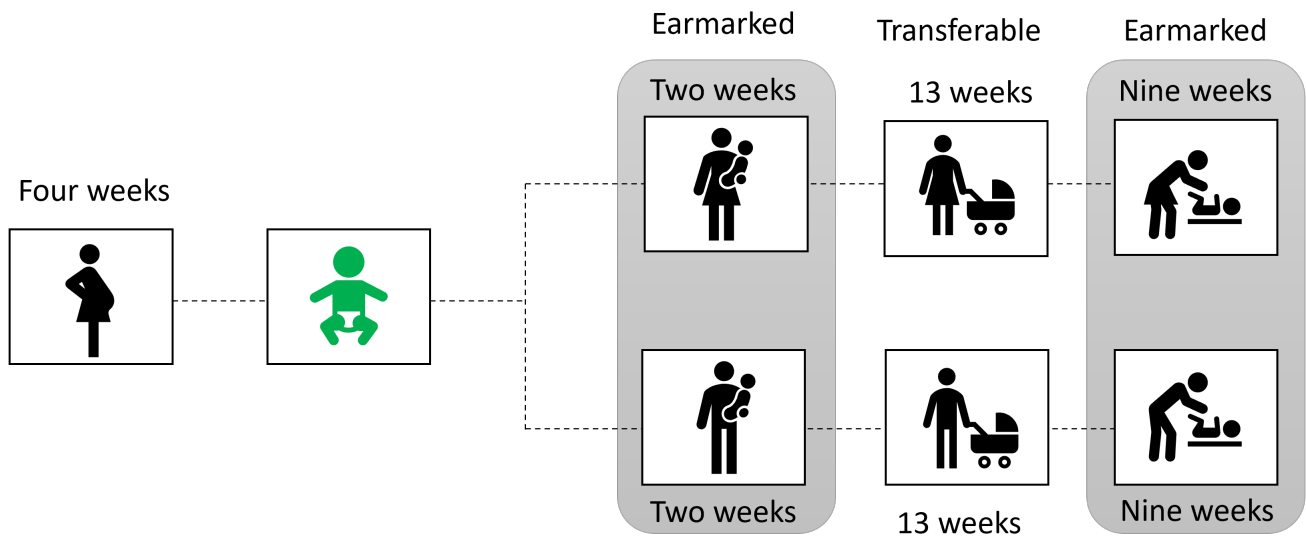 Four weeks
Earmarked
Two weeks
Two weeks
Transferable
13 weeks
13 weeks
Earmarked
Nine weeks
Nine weeks